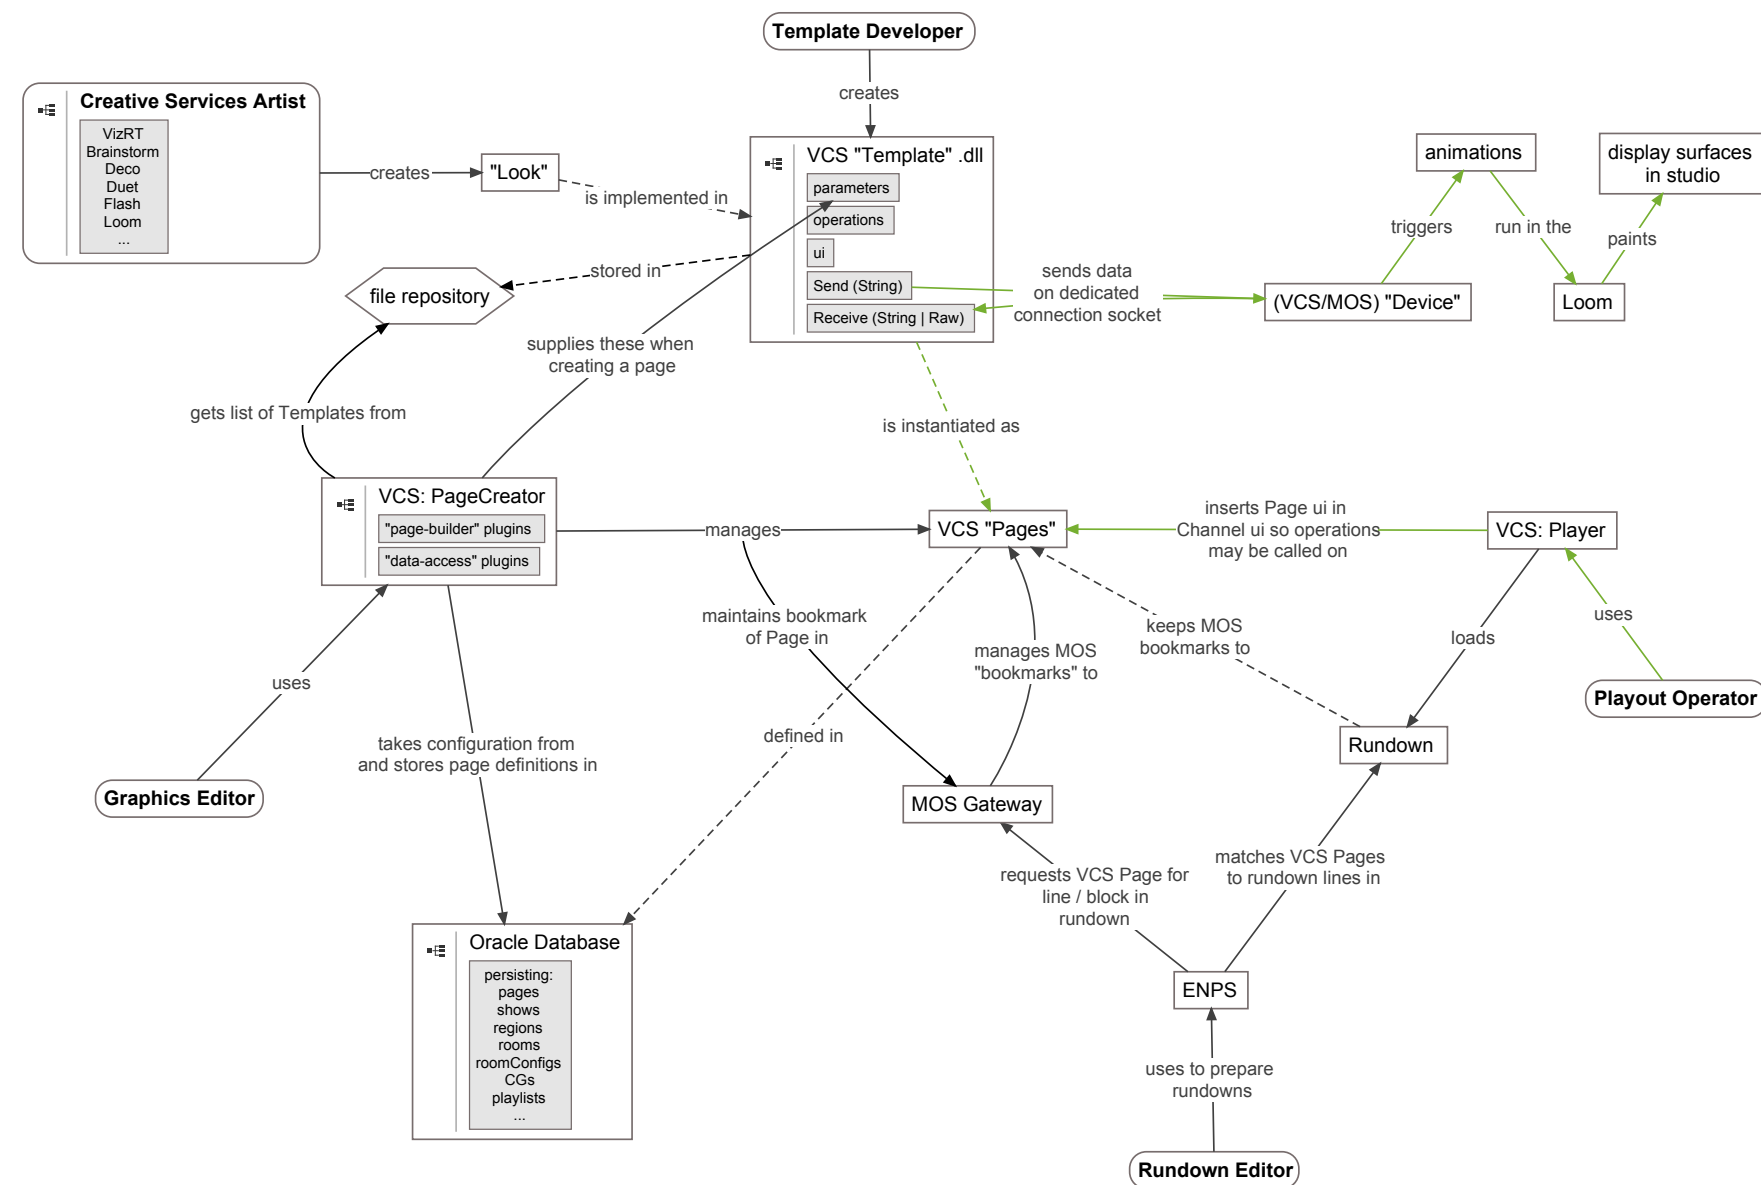 Template Developer
creates
Creative Services Artist
VizRT
Brainstorm
Deco
Duet
Flash
Loom
...
creates
"Look"
is implemented in
VCS "Template" .dll
parameters
operations
ui
Send (String)
Receive (String | Raw)
stored in
file repository
supplies these when
creating a page
gets list of Templates from
sends data
on dedicated
connection socket
(VCS/MOS) "Device"
triggers
animations
run in the
Loom
paints
display surfaces
in studio
is instantiated as
VCS: PageCreator
"page-builder" plugins
"data-access" plugins
manages
VCS "Pages"
inserts Page ui in
Channel ui so operations
may be called on
VCS: Player
uses
Playout Operator
loads
keeps MOS
bookmarks to
maintains bookmark
of Page in
manages MOS
"bookmarks" to
uses
Graphics Editor
takes configuration from
and stores page definitions in
defined in
MOS Gateway
Rundown
requests VCS Page for
line / block in
rundown
matches VCS Pages
to rundown lines in
Oracle Database
persisting:
pages
shows
regions
rooms
roomConfigs
CGs
playlists
...
ENPS
uses to prepare
rundowns
Rundown Editor